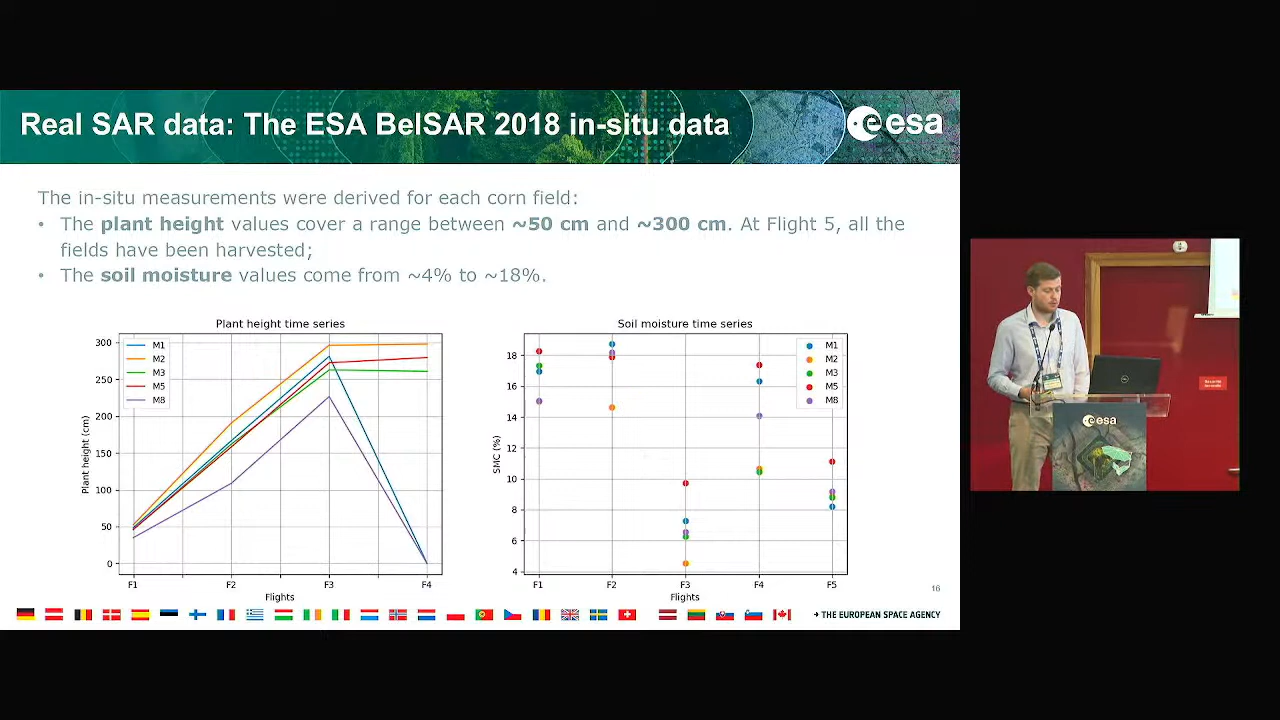 Real SAR data: The ESA BelSAR 2018 in-situ data
esa
The in-situ measurements were derived for each corn field:
• The plant height values cover a range between ~50 cm and ~300 cm. At Flight 5, all the
fields have been harvested;
• The soil moisture values come from ~4% to ~18%.
Plant height time series
Plant height (cm)
300
250
200
150
100
50
0
M1
M2
M3
M5
M8
F1 F2 F3 F4
Flights
Soil moisture time series
SMC (%)
18
16
14
12
10
8
6
4
M1
M2
M3
M5
M8
F1 F2 F3 F4 F5
Flights
16
→ THE EUROPEAN SPACE AGENCY
esa